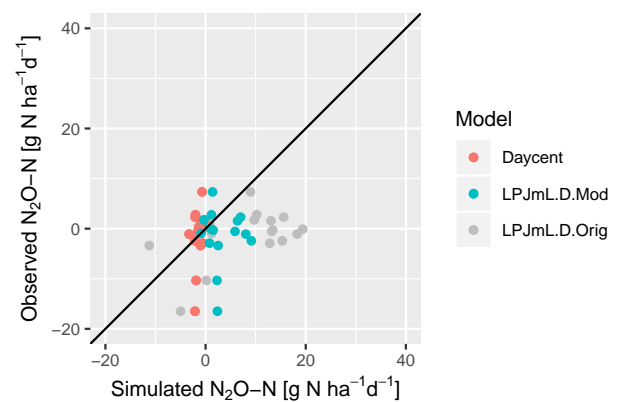 Observed N₂O−N [g N ha⁻¹d⁻¹]
40
20
0
−20
−20 0 20 40
Simulated N₂O−N [g N ha⁻¹d⁻¹]
Model
Daycent
LPJmL.D.Mod
LPJmL.D.Orig